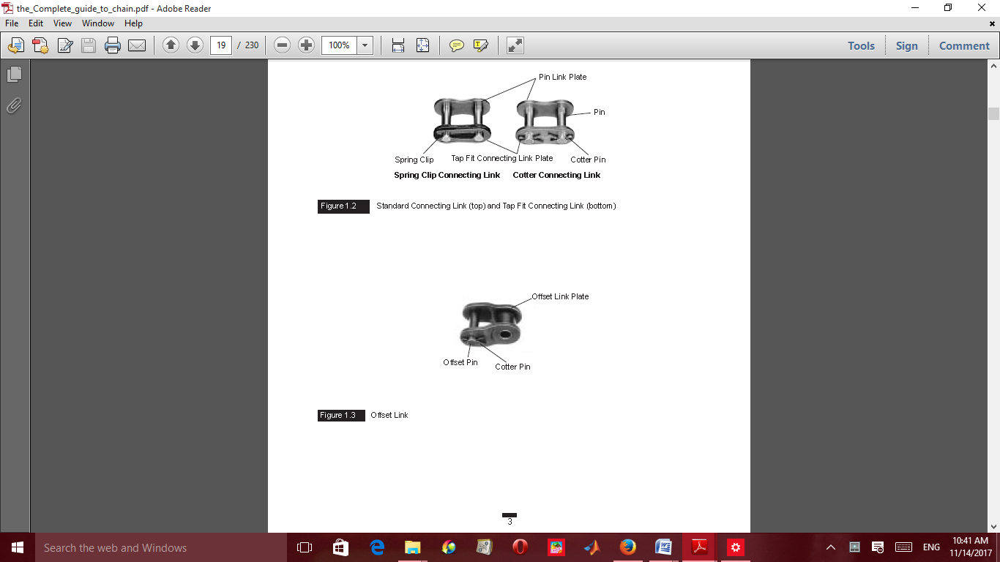 the_Complete_guide_to_chain.pdf - Adobe Reader
File Edit View Window Help
19 / 230 100% Tools Sign Comment
Pin Link Plate
Pin
Spring Clip Tap Fit Connecting Link Plate Cotter Pin
Spring Clip Connecting Link Cotter Connecting Link
Figure 1.2 Standard Connecting Link (top) and Tap Fit Connecting Link (bottom)
Offset Link Plate
Offset Pin
Cotter Pin
Figure 1.3 Offset Link
3
Search the web and Windows
ENG
10:41 AM
11/14/2017